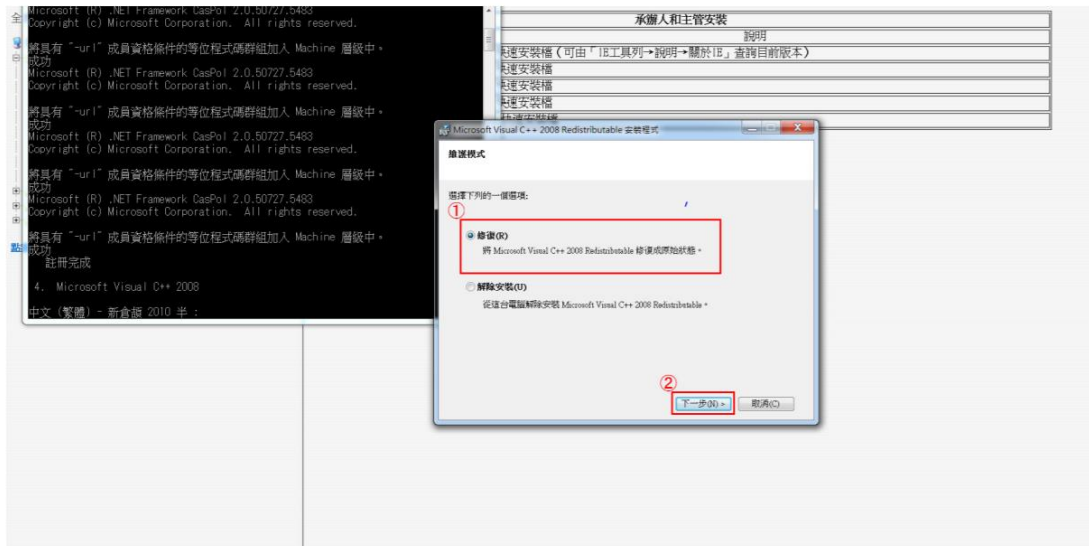 全
Microsoft (R) .NET Framework CasPol 2.0.50727.5483
Copyright (c) Microsoft Corporation.  All rights reserved.
將具有 ˉ-urlˉ 成員資格條件的等位程式碼群組加入 Machine 層級中。
成功
Microsoft (R) .NET Framework CasPol 2.0.50727.5483
Copyright (c) Microsoft Corporation.  All rights reserved.
將具有 ˉ-urlˉ 成員資格條件的等位程式碼群組加入 Machine 層級中。
成功
Microsoft (R) .NET Framework CasPol 2.0.50727.5483
Copyright (c) Microsoft Corporation.  All rights reserved.
將具有 ˉ-urlˉ 成員資格條件的等位程式碼群組加入 Machine 層級中。
成功
Microsoft (R) .NET Framework CasPol 2.0.50727.5483
Copyright (c) Microsoft Corporation.  All rights reserved.
將具有 ˉ-urlˉ 成員資格條件的等位程式碼群組加入 Machine 層級中。
點
成功
註冊完成
4. Microsoft Visual C++ 2008
中文 (繁體) - 新倉頡 2010 半 :
承辦人和主管安裝
說明
快速安裝檔(可由「IE工具列→說明→關於IE」查詢目前版本)
快速安裝檔
快速安裝檔
快速安裝檔
快速安裝檔
Microsoft Visual C++ 2008 Redistributable 安裝程式
維護模式
選擇下列的一個選項:
①
修復(R)
將 Microsoft Visual C++ 2008 Redistributable 修復成原始狀態。
解除安裝(U)
從這台電腦解除安裝 Microsoft Visual C++ 2008 Redistributable。
②
下一步(N) >
取消(C)